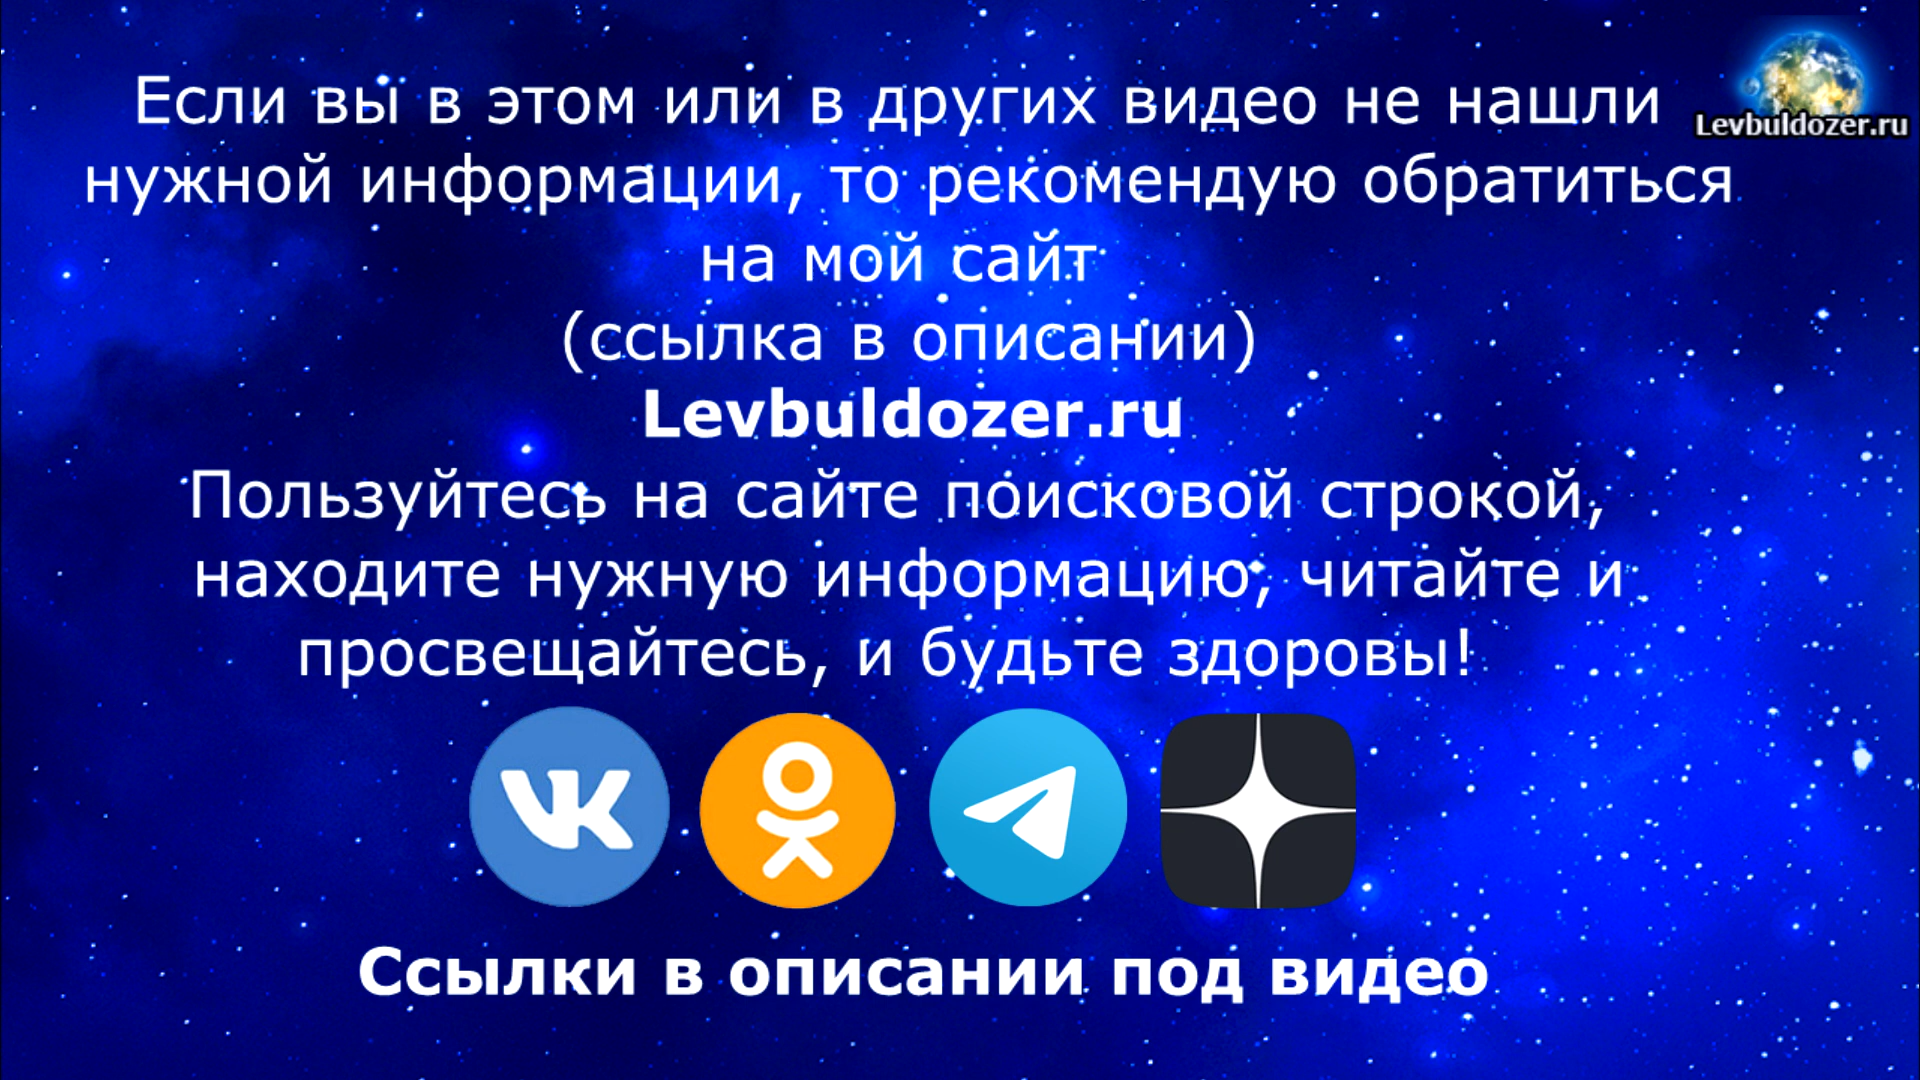 Если вы в этом или в других видео не нашли
нужной информации, то рекомендую обратиться
на мой сайт
(ссылка в описании)
Levbuldozer.ru
Пользуйтесь на сайте поисковой строкой,
находите нужную информацию, читайте и
просвещайтесь, и будьте здоровы!
Ссылки в описании под видео
Levbuldozer.ru